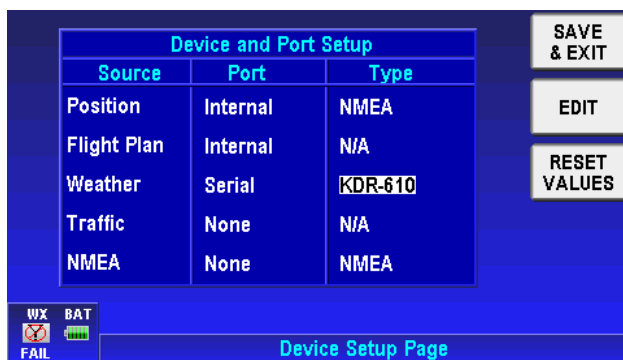 Device and Port Setup
Source Port Type
Position Internal NMEA
Flight Plan Internal N/A
Weather Serial KDR-610
Traffic None N/A
NMEA None NMEA
SAVE
& EXIT
EDIT
RESET
VALUES
WX BAT
FAIL
Device Setup Page